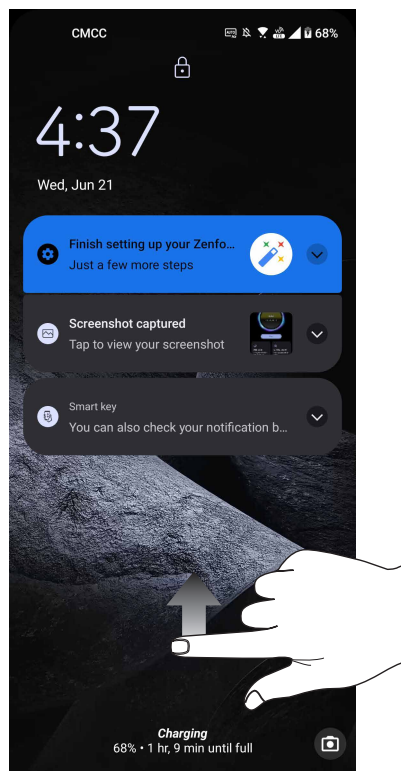 CMCC 68%
4:37
Wed, Jun 21
Finish setting up your Zenfo...
Just a few more steps
Screenshot captured
Tap to view your screenshot
Smart key
You can also check your notification b...
Charging
68% • 1 hr, 9 min until full